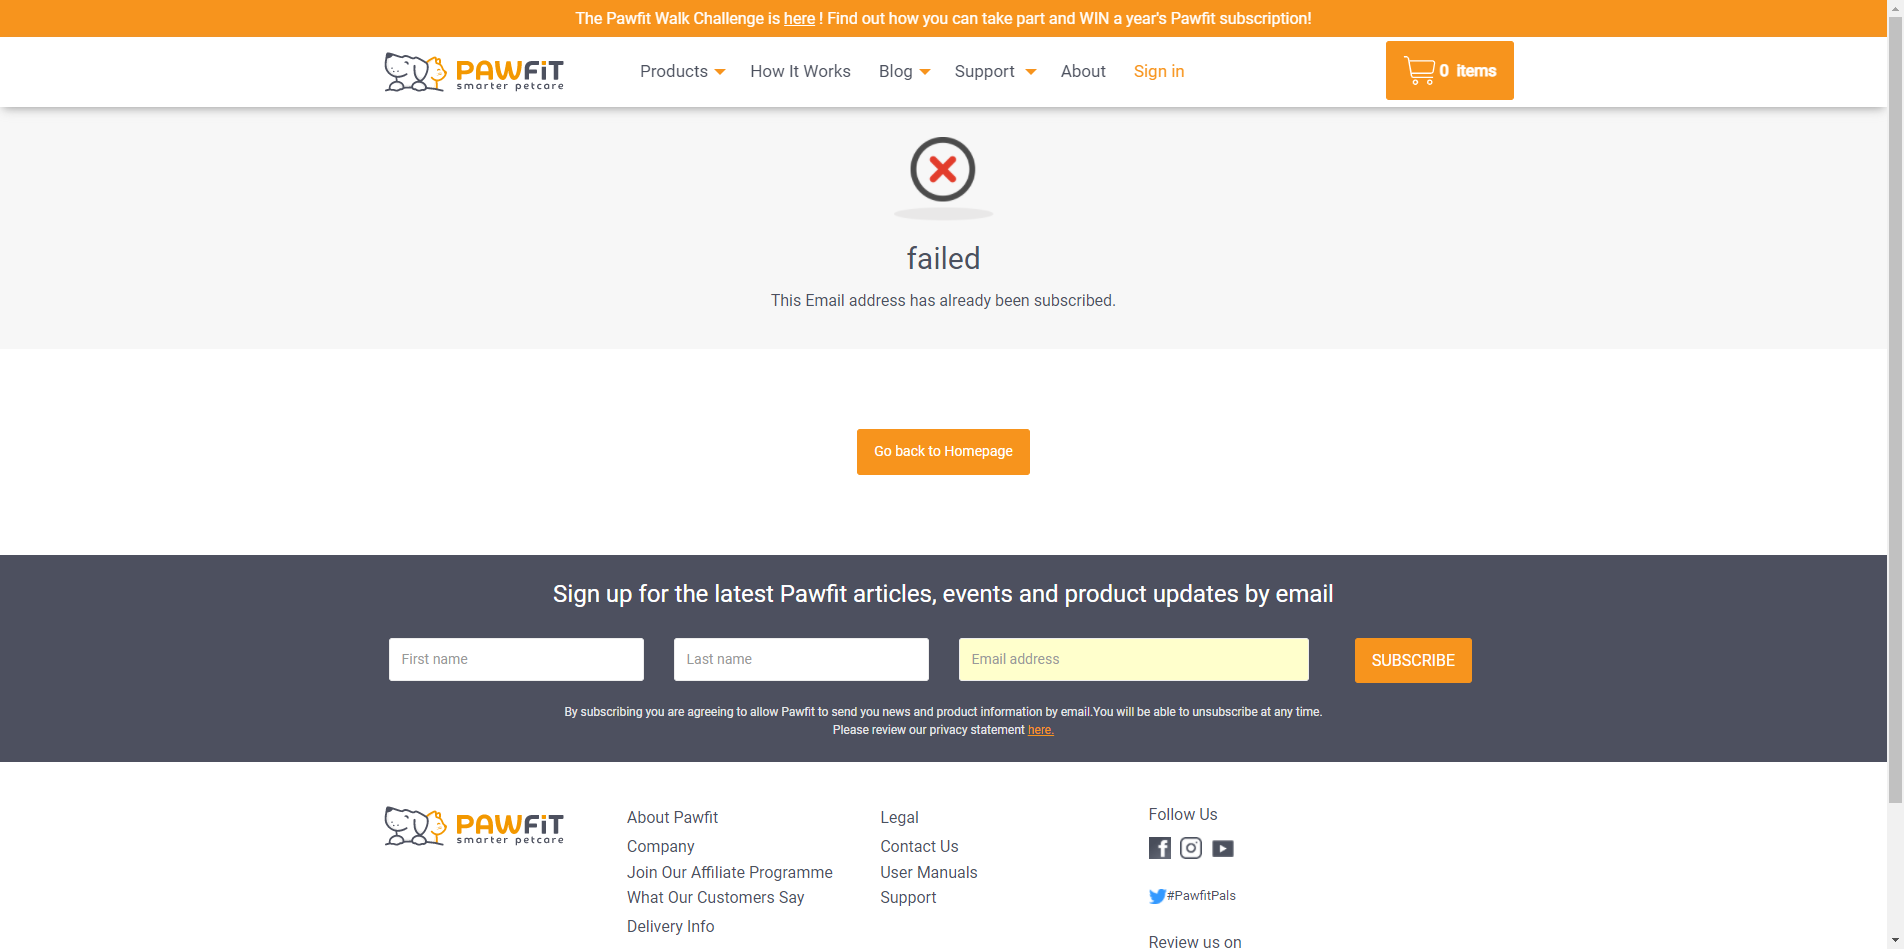 The Pawfit Walk Challenge is here ! Find out how you can take part and WIN a year's Pawfit subscription!
PAWFIT
smarter petcare
Products
How It Works
Blog
Support
About
Sign in
0 items
failed
This Email address has already been subscribed.
Go back to Homepage
Sign up for the latest Pawfit articles, events and product updates by email
First name
Last name
Email address
SUBSCRIBE
By subscribing you are agreeing to allow Pawfit to send you news and product information by email.You will be able to unsubscribe at any time.
Please review our privacy statement here.
PAWFIT
smarter petcare
About Pawfit
Company
Join Our Affiliate Programme
What Our Customers Say
Delivery Info
Legal
Contact Us
User Manuals
Support
Follow Us
#PawfitPals
Review us on